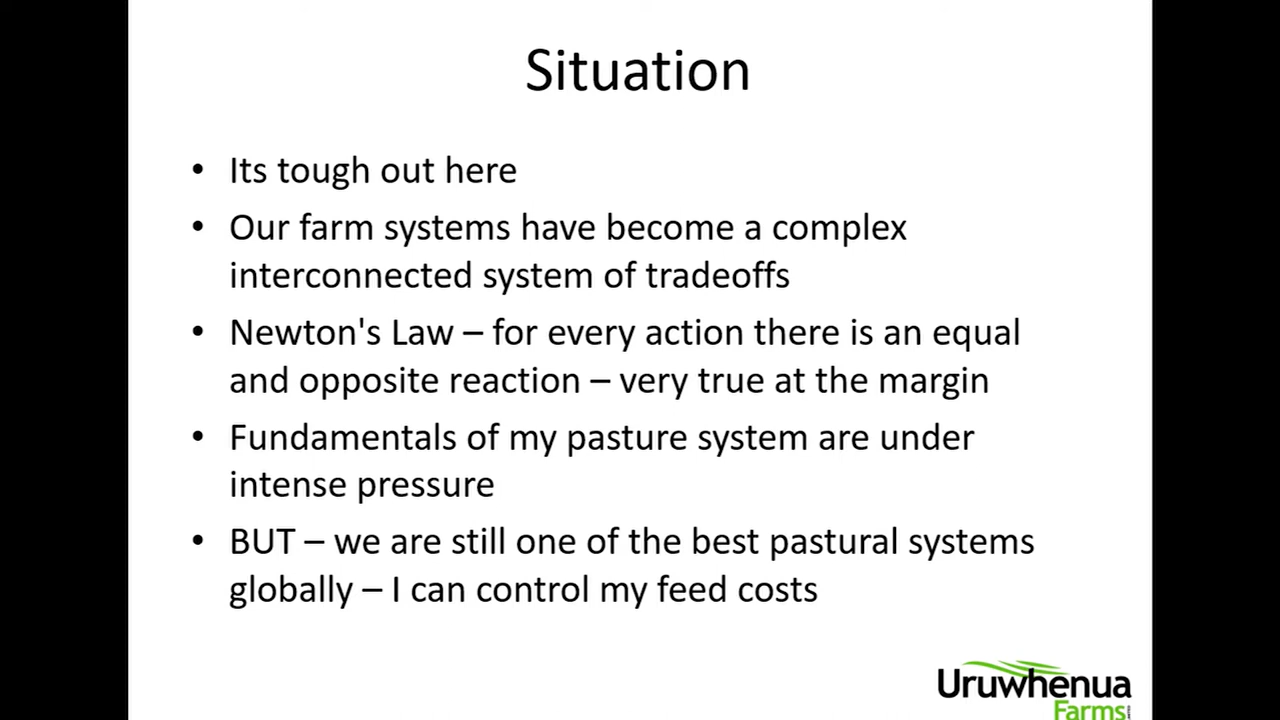 Situation
• Its tough out here
• Our farm systems have become a complex
interconnected system of tradeoffs
• Newton's Law – for every action there is an equal
and opposite reaction – very true at the margin
• Fundamentals of my pasture system are under
intense pressure
• BUT – we are still one of the best pastural systems
globally – I can control my feed costs
Uruwhenua
Farms